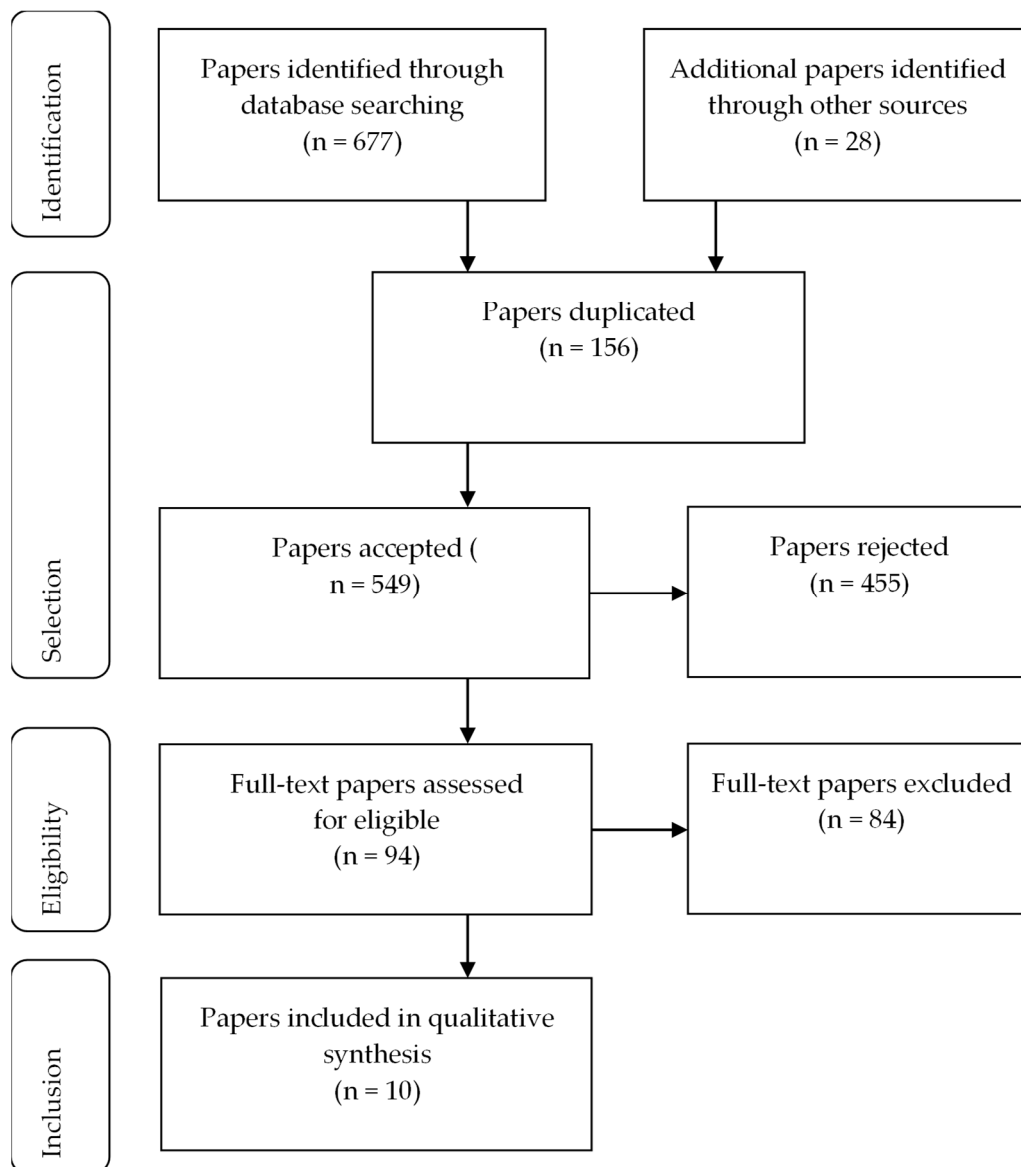 Identification
Papers identified through
database searching
(n = 677)
Additional papers identified
through other sources
(n = 28)
Selection
Papers duplicated
(n = 156)
Papers accepted (
n = 549)
Papers rejected
(n = 455)
Eligibility
Full-text papers assessed
for eligible
(n = 94)
Full-text papers excluded
(n = 84)
Inclusion
Papers included in qualitative
synthesis
(n = 10)